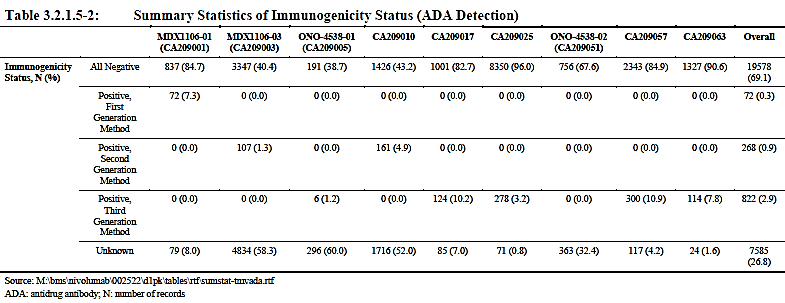 Table 3.2.1.5-2: Summary Statistics of Immunogenicity Status (ADA Detection)
MDX1106-01 (CA209001) MDX1106-03 (CA209003) ONO-4538-01 (CA209005) CA209010 CA209017 CA209025 ONO-4538-02 (CA209051) CA209057 CA209063 Overall
Immunogenicity Status, N (%) All Negative 837 (84.7) 3347 (40.4) 191 (38.7) 1426 (43.2) 1001 (82.7) 8350 (96.0) 756 (67.6) 2343 (84.9) 1327 (90.6) 19578 (69.1)
Positive, First Generation Method 72 (7.3) 0 (0.0) 0 (0.0) 0 (0.0) 0 (0.0) 0 (0.0) 0 (0.0) 0 (0.0) 0 (0.0) 72 (0.3)
Positive, Second Generation Method 0 (0.0) 107 (1.3) 0 (0.0) 161 (4.9) 0 (0.0) 0 (0.0) 0 (0.0) 0 (0.0) 0 (0.0) 268 (0.9)
Positive, Third Generation Method 0 (0.0) 0 (0.0) 6 (1.2) 0 (0.0) 124 (10.2) 278 (3.2) 0 (0.0) 300 (10.9) 114 (7.8) 822 (2.9)
Unknown 79 (8.0) 4834 (58.3) 296 (60.0) 1716 (52.0) 85 (7.0) 71 (0.8) 363 (32.4) 117 (4.2) 24 (1.6) 7585 (26.8)
Source: M:\bms\nivolumab\002522\d1pk\tables\rtf\sumstat-tmvada.rtf
ADA: antidrug antibody; N: number of records